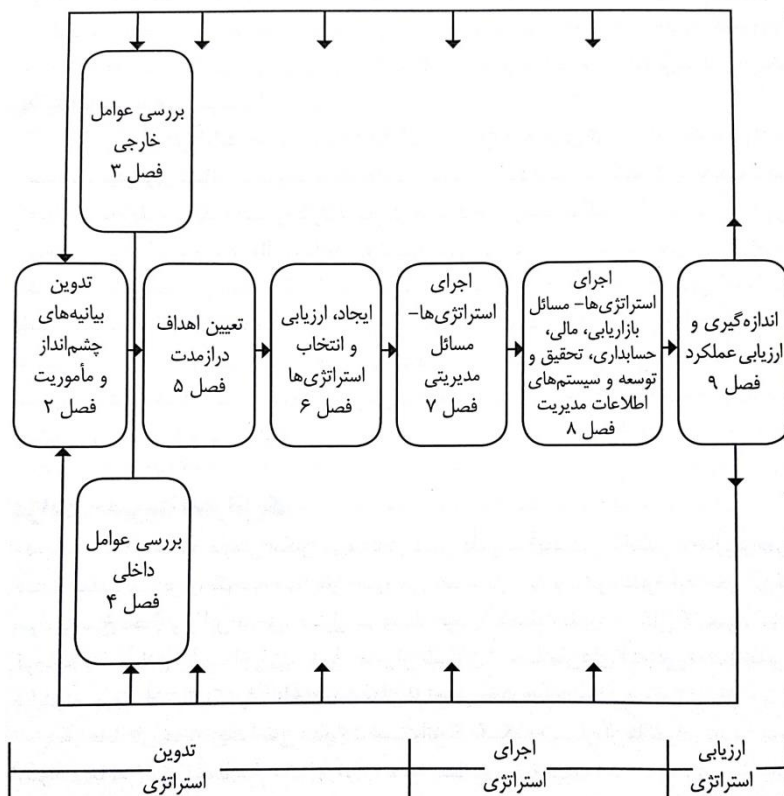 بررسی عوامل
خارجی
فصل ۳
تدوین
بیانیه‌های
چشم‌انداز
و مأموریت
فصل ۲
تعیین اهداف
درازمدت
فصل ۵
ایجاد، ارزیابی
و انتخاب
استراتژی‌ها
فصل ۶
اجرای
استراتژی‌ها-
مسائل
مدیریتی
فصل ۷
اجرای
استراتژی‌ها- مسائل
بازاریابی، مالی،
حسابداری، تحقیق و
توسعه و سیستم‌های
اطلاعات مدیریت
فصل ۸
اندازه‌گیری و
ارزیابی عملکرد
فصل ۹
بررسی عوامل
داخلی
فصل ۴
تدوین
استراتژی
اجرای
استراتژی
ارزیابی
استراتژی